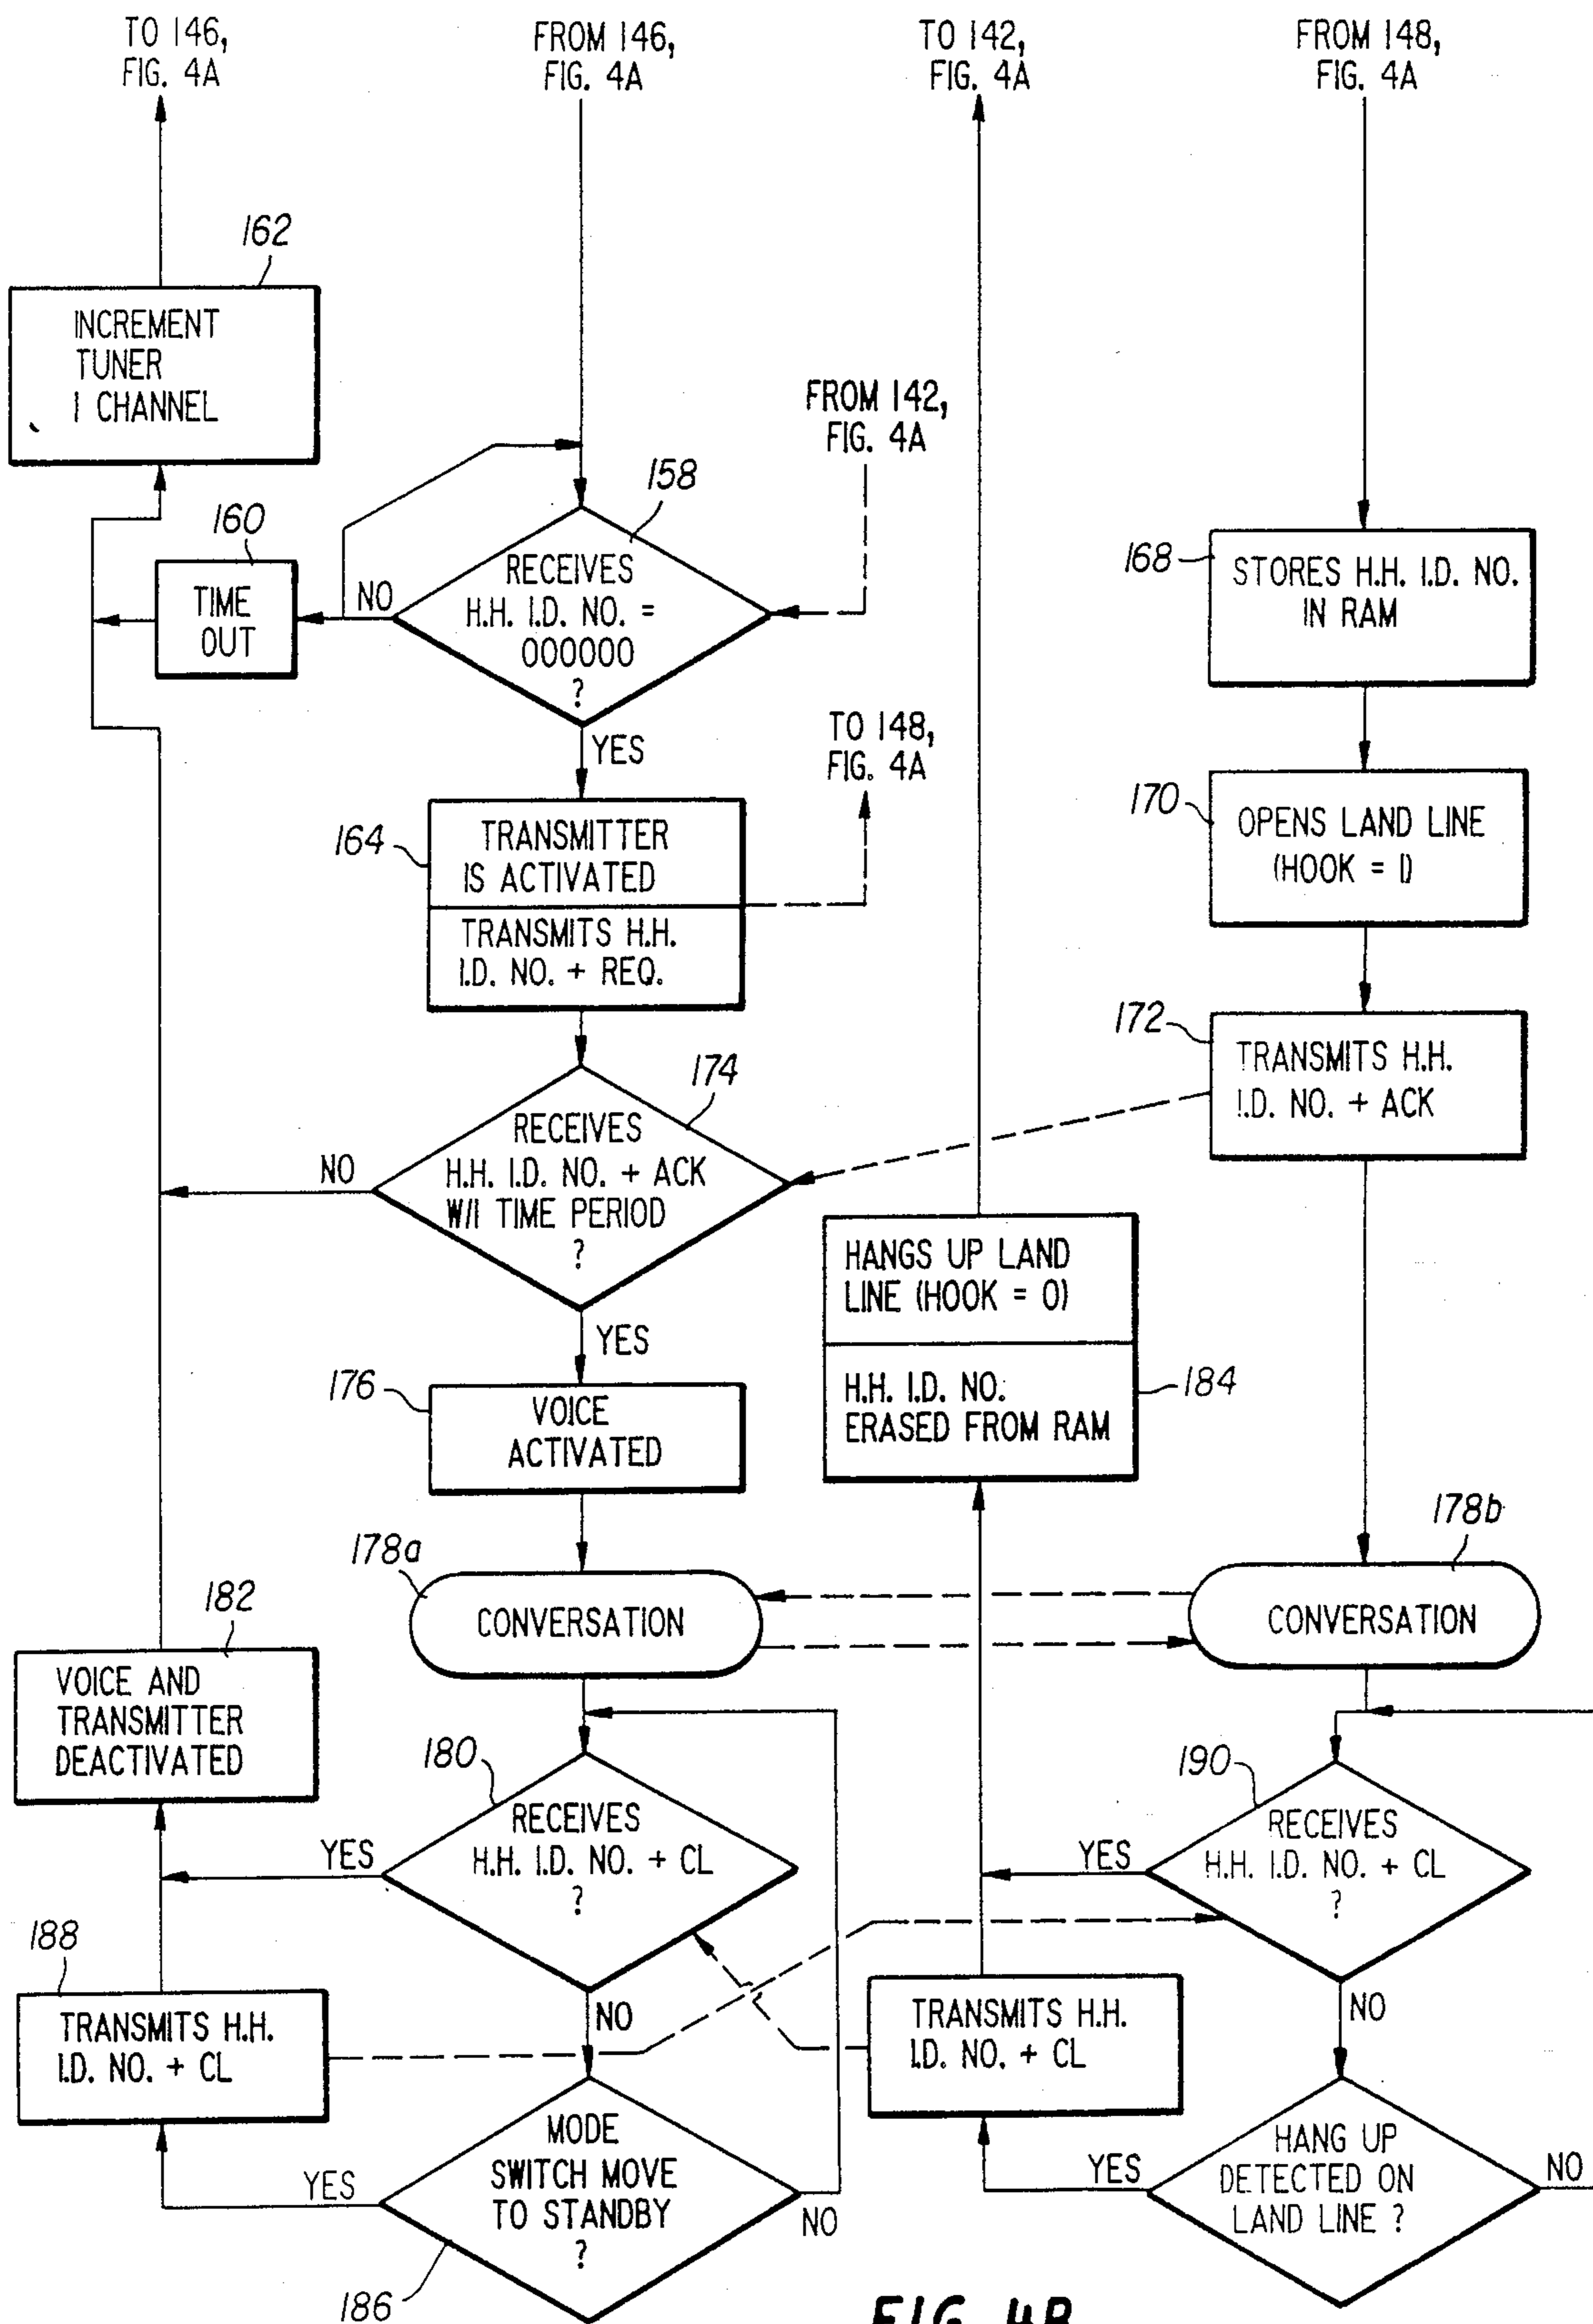 TO 146,
FIG. 4A
FROM 146,
FIG. 4A
TO 142,
FIG. 4A
FROM 148,
FIG. 4A
162
INCREMENT
TUNER
1 CHANNEL
FROM 142,
FIG. 4A
158
160
RECEIVES
H.H. I.D. NO. =
000000
?
NO
TIME
OUT
168
STORES H.H. I.D. NO.
IN RAM
YES
TO 148,
FIG. 4A
164
TRANSMITTER
IS ACTIVATED
TRANSMITS H.H.
I.D. NO. + REQ.
170
OPENS LAND LINE
(HOOK = 1)
172
TRANSMITS H.H.
I.D. NO. + ACK
174
RECEIVES
H.H. I.D. NO. + ACK
W/I TIME PERIOD
?
NO
YES
HANGS UP LAND
LINE (HOOK = 0)
H.H. I.D. NO.
ERASED FROM RAM
184
176
VOICE
ACTIVATED
178a
CONVERSATION
178b
CONVERSATION
182
VOICE AND
TRANSMITTER
DEACTIVATED
180
RECEIVES
H.H. I.D. NO. + CL
?
YES
NO
190
RECEIVES
H.H. I.D. NO. + CL
?
YES
NO
188
TRANSMITS H.H.
I.D. NO. + CL
TRANSMITS H.H.
I.D. NO. + CL
MODE
SWITCH MOVE
TO STANDBY
?
YES
NO
186
HANG UP
DETECTED ON
LAND LINE ?
YES
NO
FIG. 4B